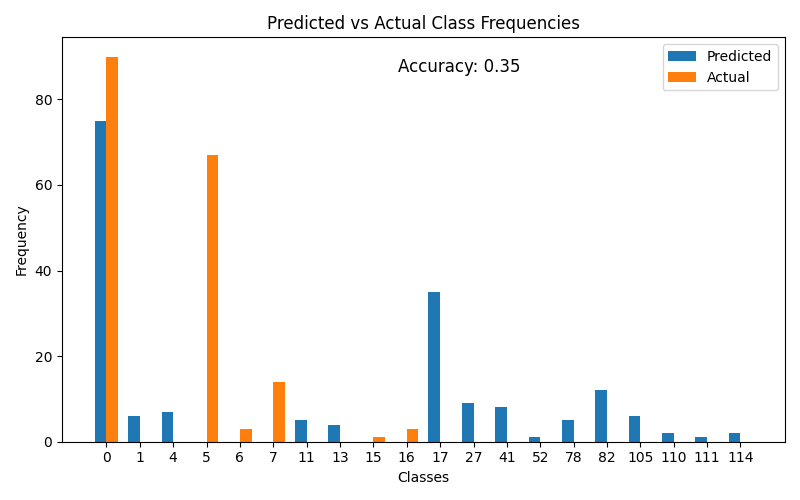 Predicted vs Actual Class Frequencies
Accuracy: 0.35
Predicted
Actual
Frequency
80
60
40
20
0
0 1 4 5 6 7 11 13 15 16 17 27 41 52 78 82 105 110 111 114
Classes